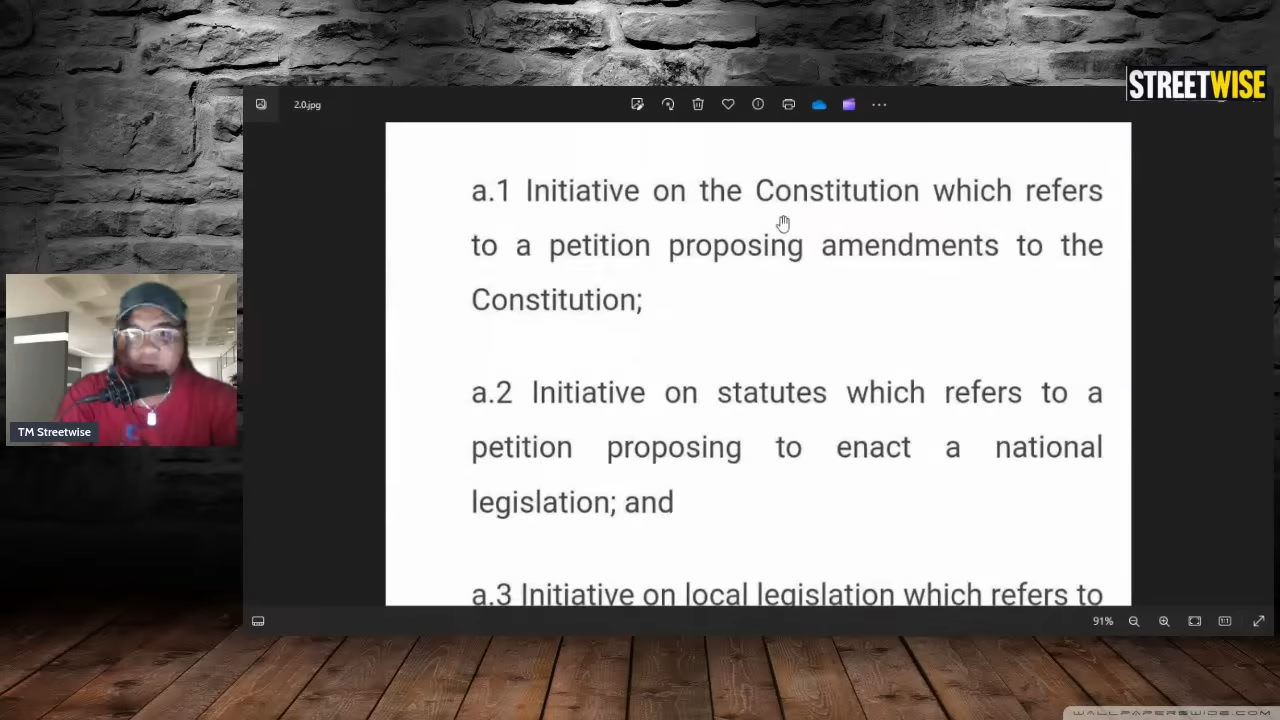 STREETWISE
2.0.jpg
a.1 Initiative on the Constitution which refers
to a petition proposing amendments to the
Constitution;
a.2 Initiative on statutes which refers to a
petition proposing to enact a national
legislation; and
a.3 Initiative on local legislation which refers to
TM Streetwise
91%
WALLPAPERSWIDE.COM